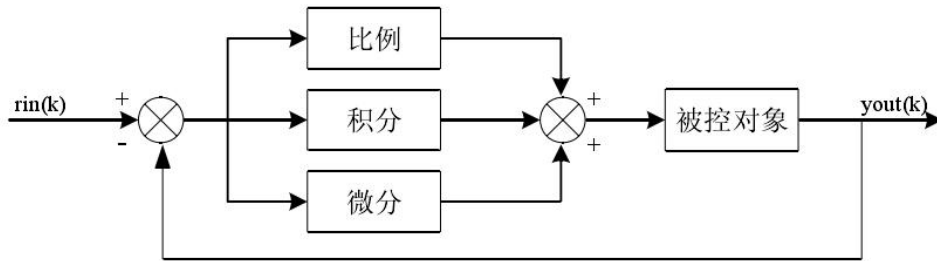 比例
rin(k)
+
-
积分
+
+
被控对象
yout(k)
微分